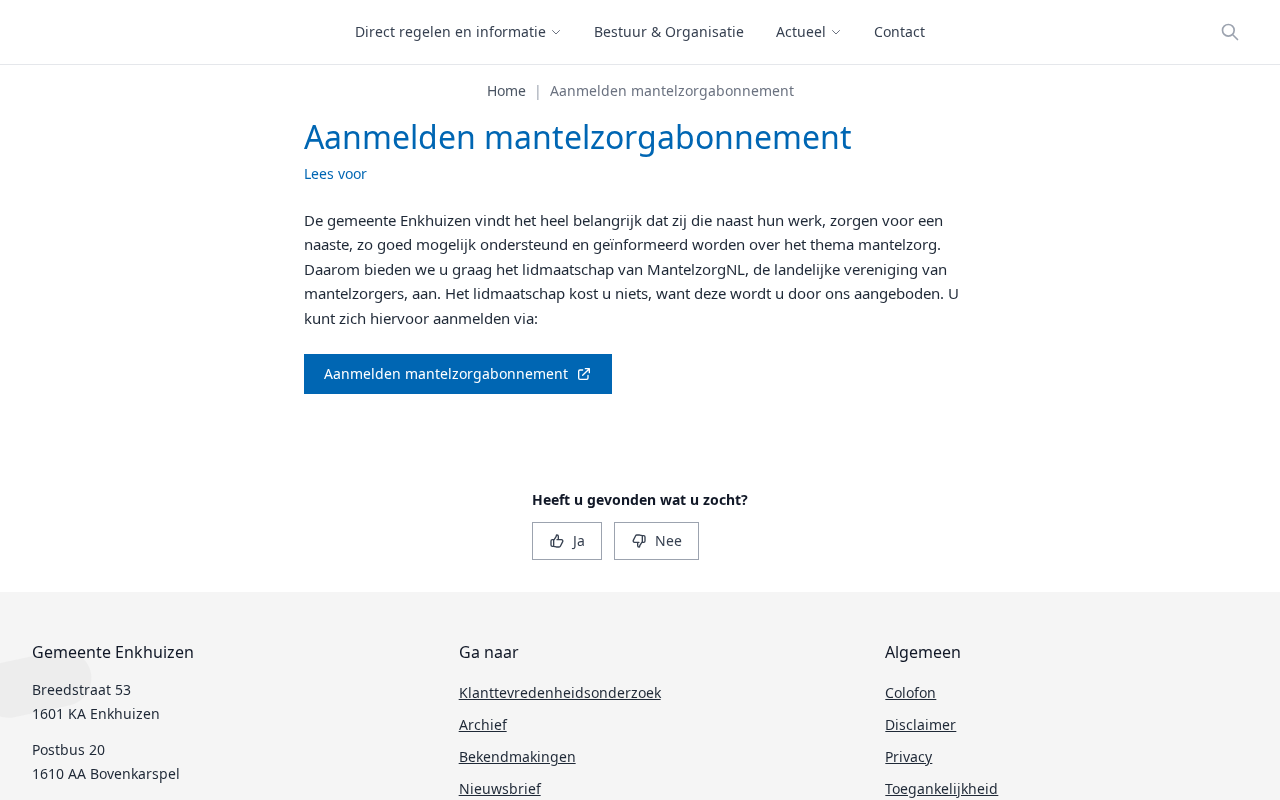 Direct regelen en informatie
Bestuur & Organisatie
Actueel
Contact
Home | Aanmelden mantelzorgabonnement
Aanmelden mantelzorgabonnement
Lees voor
De gemeente Enkhuizen vindt het heel belangrijk dat zij die naast hun werk, zorgen voor een
naaste, zo goed mogelijk ondersteund en geïnformeerd worden over het thema mantelzorg.
Daarom bieden we u graag het lidmaatschap van MantelzorgNL, de landelijke vereniging van
mantelzorgers, aan. Het lidmaatschap kost u niets, want deze wordt u door ons aangeboden. U
kunt zich hiervoor aanmelden via:
Aanmelden mantelzorgabonnement
Heeft u gevonden wat u zocht?
Ja
Nee
Gemeente Enkhuizen
Breedstraat 53
1601 KA Enkhuizen
Postbus 20
1610 AA Bovenkarspel
Ga naar
Klanttevredenheidsonderzoek
Archief
Bekendmakingen
Nieuwsbrief
Algemeen
Colofon
Disclaimer
Privacy
Toegankelijkheid